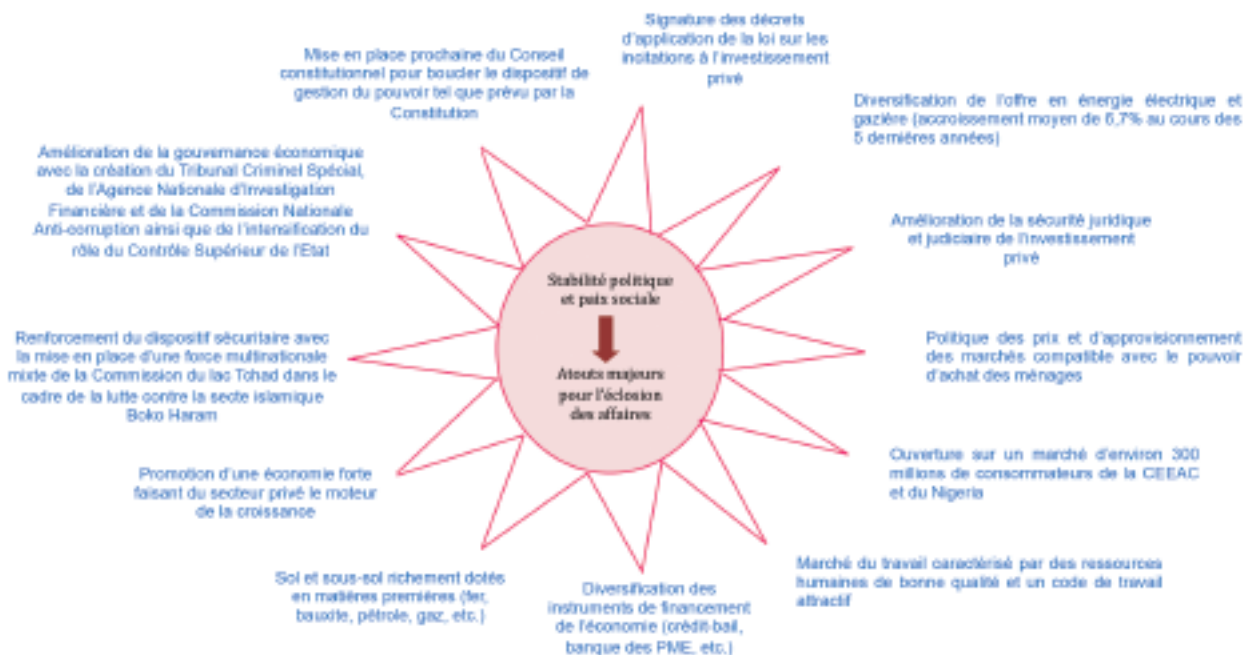 Signature des décrets
d'application de la loi sur les
incitations à l'investissement
privé
Mise en place prochaine du Conseil
constitutionnel pour boucler le dispositif de
gestion du pouvoir tel que prévu par la
Constitution
Diversification de l'offre en énergie électrique et
gazière (accroissement moyen de 6,7% au cours des
5 dernières années)
Amélioration de la gouvernance économique
avec la création du Tribunal Criminel Spécial,
de l'Agence Nationale d'Investigation
Financière et de la Commission Nationale
Anti-corruption ainsi que de l'intensification du
rôle du Contrôle Supérieur de l'Etat
Amélioration de la sécurité juridique
et judiciaire de l'investissement
privé
Stabilité politique
et paix sociale
Atouts majeurs
pour l'éclosion
des affaires
Renforcement du dispositif sécuritaire avec
la mise en place d'une force multinationale
mixte de la Commission du lac Tchad dans le
cadre de la lutte contre la secte islamique
Boko Haram
Politique des prix et d'approvisionnement
des marchés compatible avec le pouvoir
d'achat des ménages
Promotion d'une économie forte
faisant du secteur privé le moteur
de la croissance
Ouverture sur un marché d'environ 300
millions de consommateurs de la CEEAC
et du Nigeria
Sol et sous-sol richement dotés
en matières premières (fer,
bauxite, pétrole, gaz, etc.)
Diversification des
instruments de financement
de l'économie (crédit-bail,
banque des PME, etc.)
Marché du travail caractérisé par des ressources
humaines de bonne qualité et un code de travail
attractif